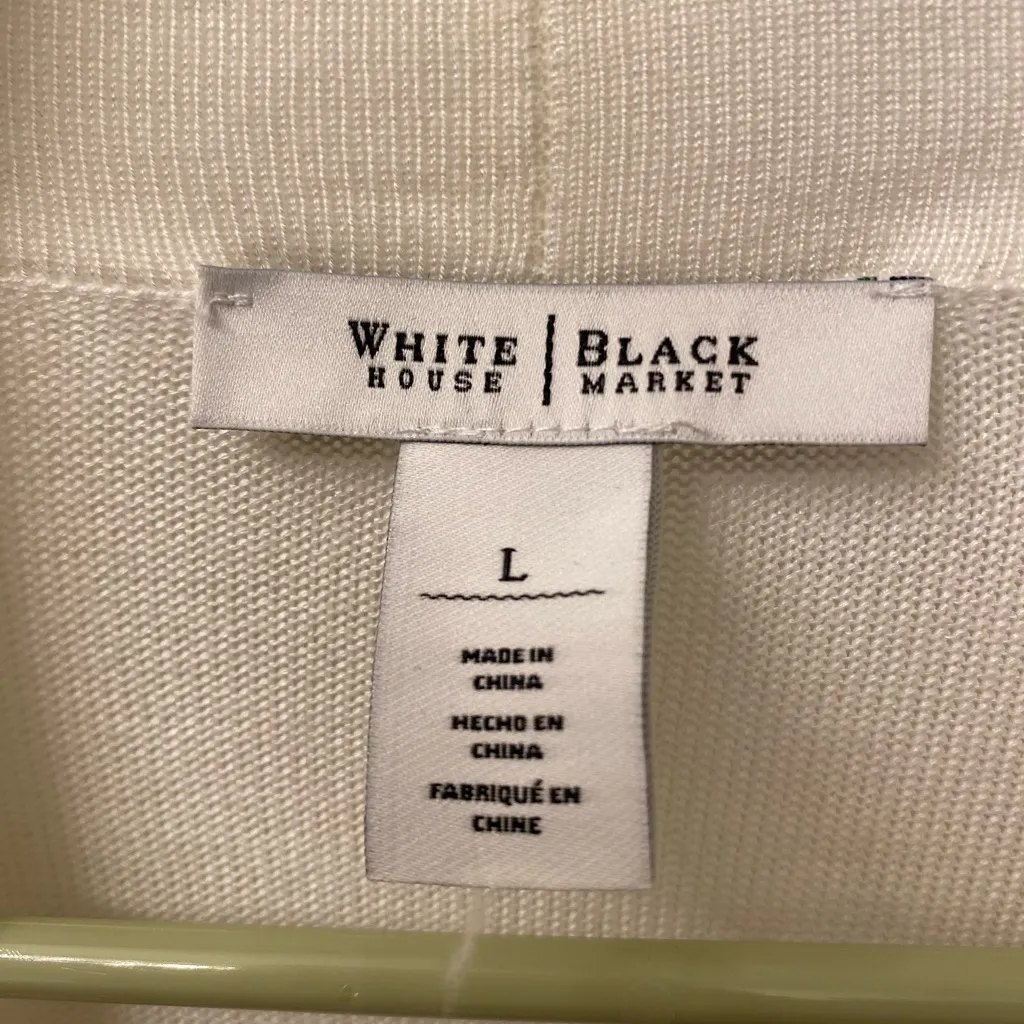 WHITE | BLACK
HOUSE MARKET
L
MADE IN
CHINA
HECHO EN
CHINA
FABRIQUÉ EN
CHINE